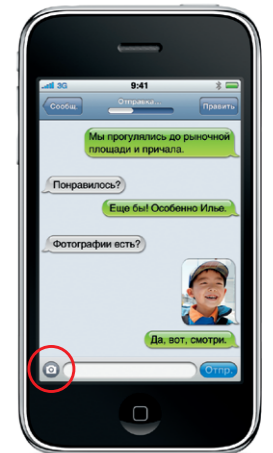 3G 9:41
Сообщ.
Отправка...
Править
Мы прогулялись до рыночной
площади и причала.
Понравилось?
Еще бы! Особенно Илье.
Фотографии есть?
Да, вот, смотри.
Отпр.